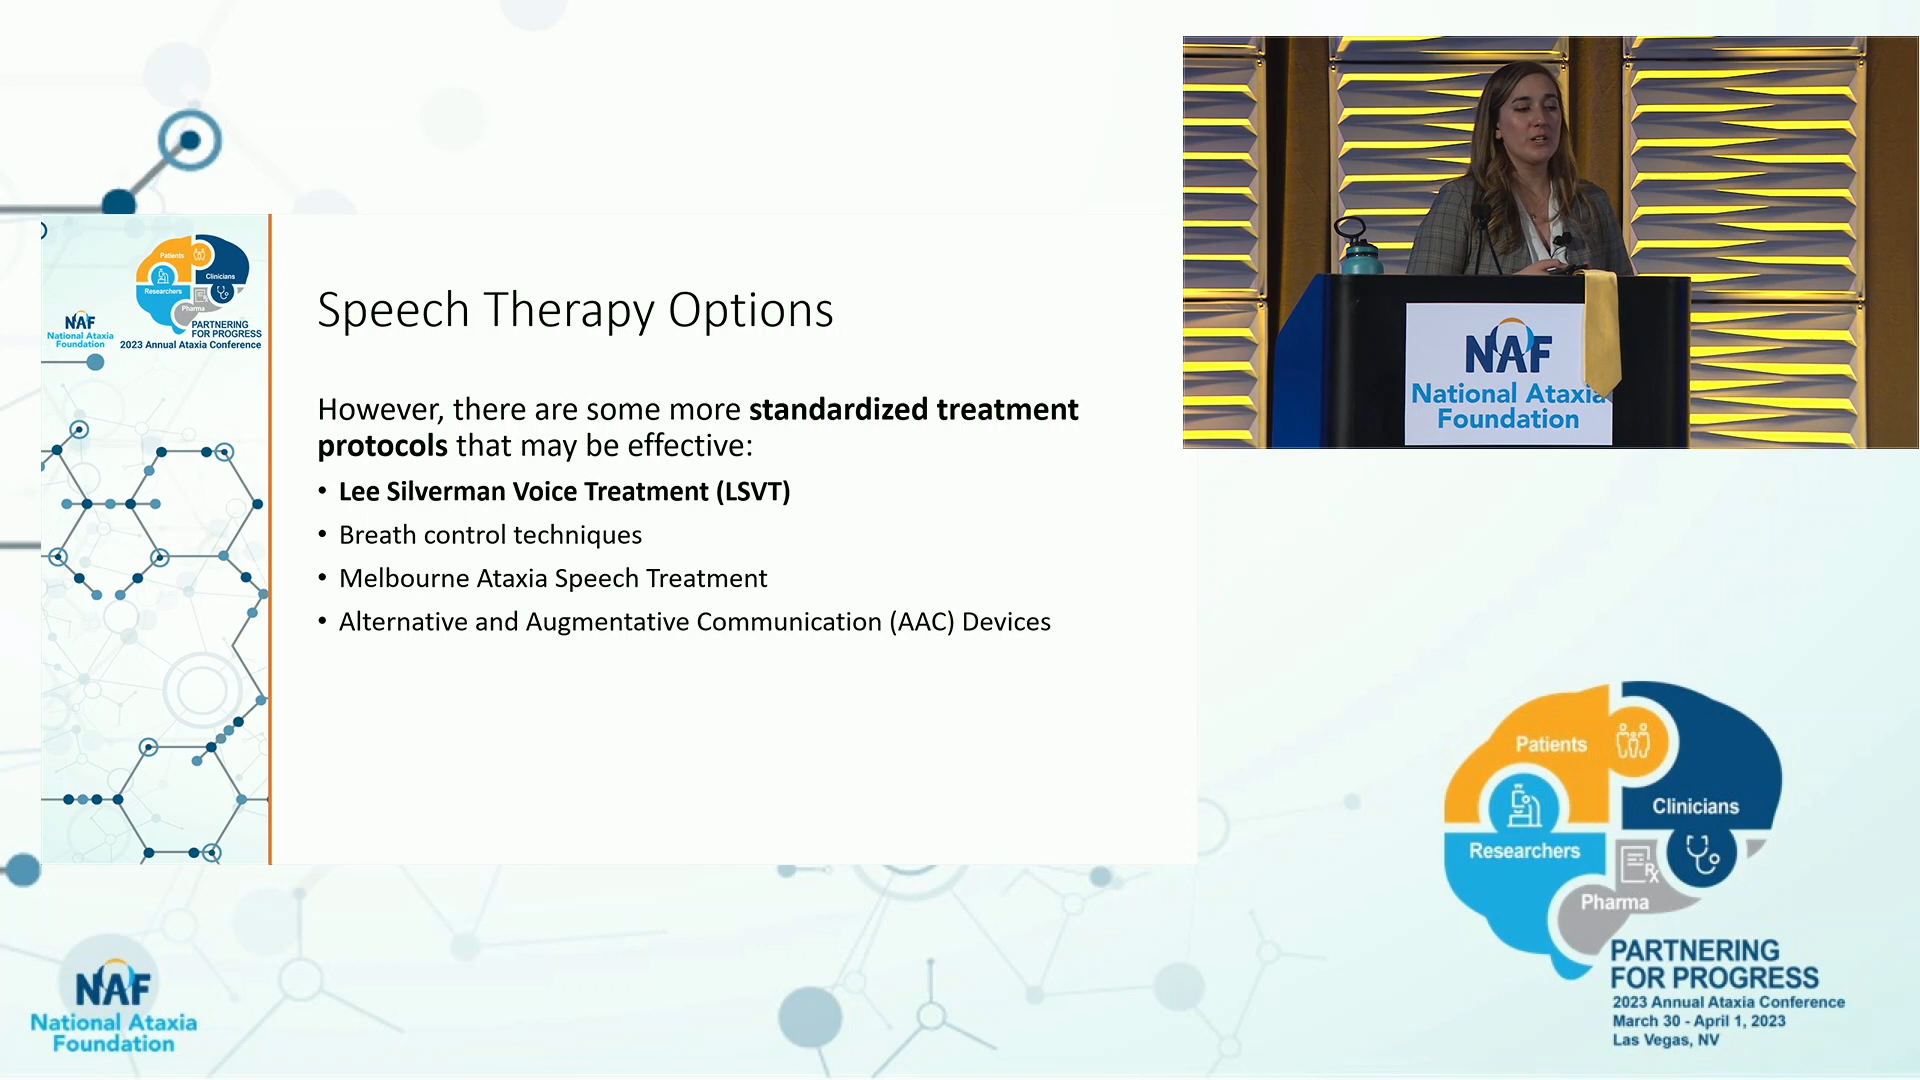 Patients
Clinicians
Researchers
Pharma
NAF
National Ataxia
Foundation
PARTNERING
FOR PROGRESS
2023 Annual Ataxia Conference
Speech Therapy Options
However, there are some more standardized treatment
protocols that may be effective:
• Lee Silverman Voice Treatment (LSVT)
• Breath control techniques
• Melbourne Ataxia Speech Treatment
• Alternative and Augmentative Communication (AAC) Devices
NAF
National Ataxia
Foundation
Patients
Clinicians
Researchers
Rx
Pharma
PARTNERING
FOR PROGRESS
2023 Annual Ataxia Conference
March 30 - April 1, 2023
Las Vegas, NV
NAF
National Ataxia
Foundation